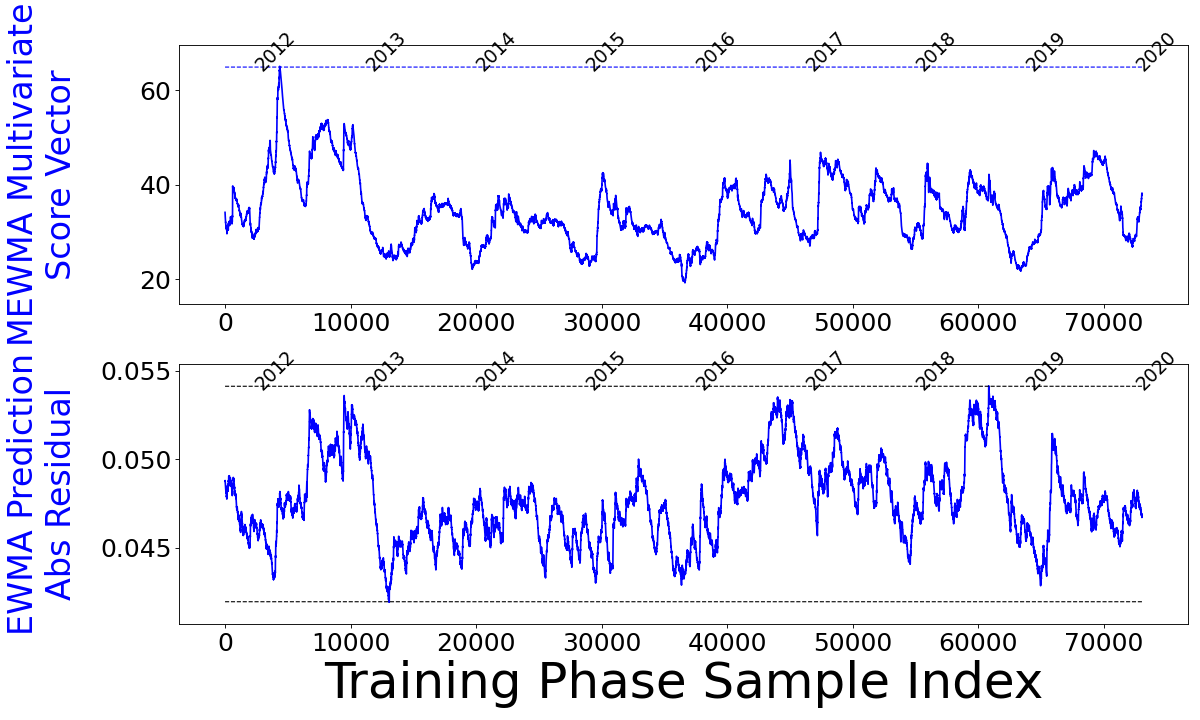 MEWMA Multivariate
Score Vector
2012 2013 2014 2015 2016 2017 2018 2019 2020
60
40
20
0 10000 20000 30000 40000 50000 60000 70000
EWMA Prediction
Abs Residual
2012 2013 2014 2015 2016 2017 2018 2019 2020
0.055
0.050
0.045
0 10000 20000 30000 40000 50000 60000 70000
Training Phase Sample Index